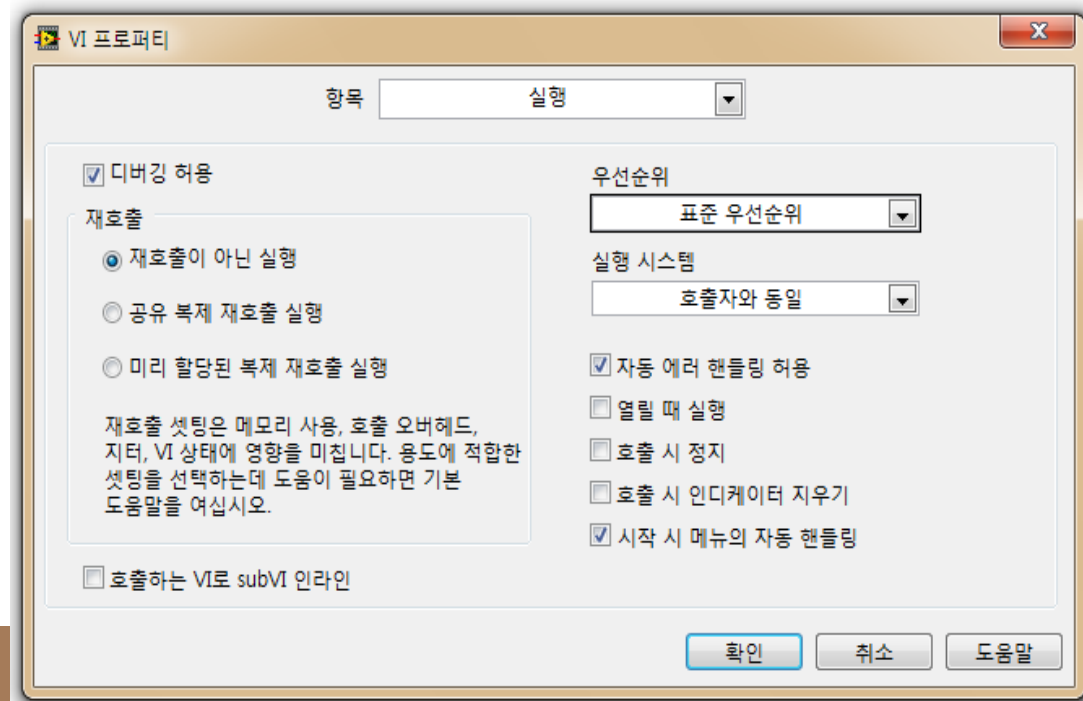 VI 프로퍼티
항목
실행
디버깅 허용
재호출
재호출이 아닌 실행
공유 복제 재호출 실행
미리 할당된 복제 재호출 실행
재호출 셋팅은 메모리 사용, 호출 오버헤드,
지터, VI 상태에 영향을 미칩니다. 용도에 적합한
셋팅을 선택하는데 도움이 필요하면 기본
도움말을 여십시오.
호출하는 VI로 subVI 인라인
우선순위
표준 우선순위
실행 시스템
호출자와 동일
자동 에러 핸들링 허용
열릴 때 실행
호출 시 정지
호출 시 인디케이터 지우기
시작 시 메뉴의 자동 핸들링
확인
취소
도움말